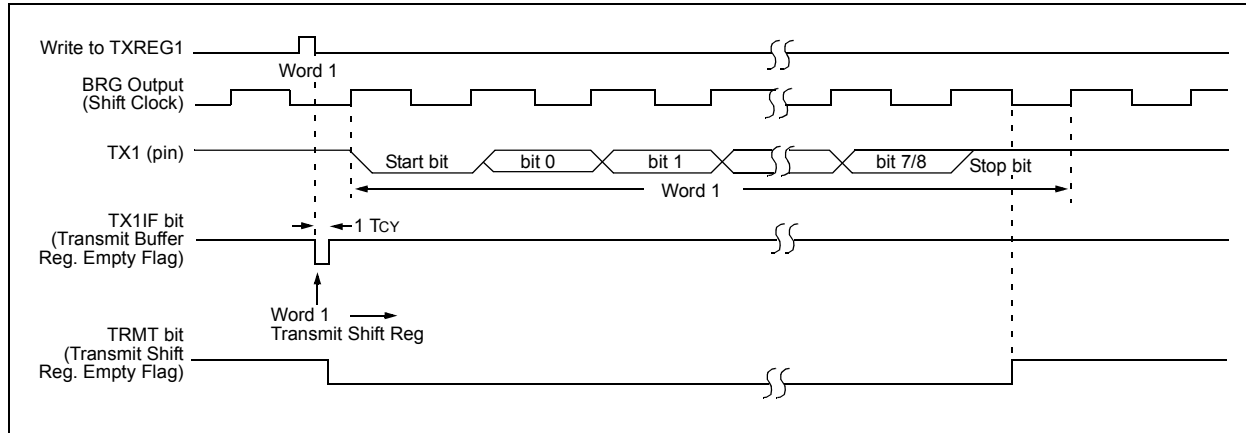 Write to TXREG1
Word 1
BRG Output
(Shift Clock)
TX1 (pin)
Start bit
bit 0
bit 1
bit 7/8
Stop bit
Word 1
TX1IF bit
(Transmit Buffer
Reg. Empty Flag)
1 TCY
Word 1
Transmit Shift Reg
TRMT bit
(Transmit Shift
Reg. Empty Flag)